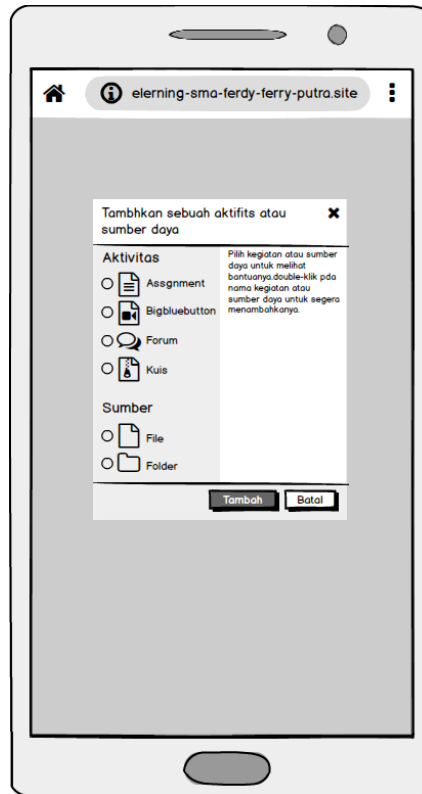 elerning-sma-ferdy-ferry-putra.site
Tambhkan sebuah aktifits atau
sumber daya
Aktivitas
Assgnment
Bigbluebutton
Forum
Kuis
Sumber
File
Folder
Pilih kegiatan atau sumber
daya untuk melihat
bantuanya.double-klik pda
nama kegiatan atau
sumber daya untuk segera
menambahkanya.
Tambah
Batal